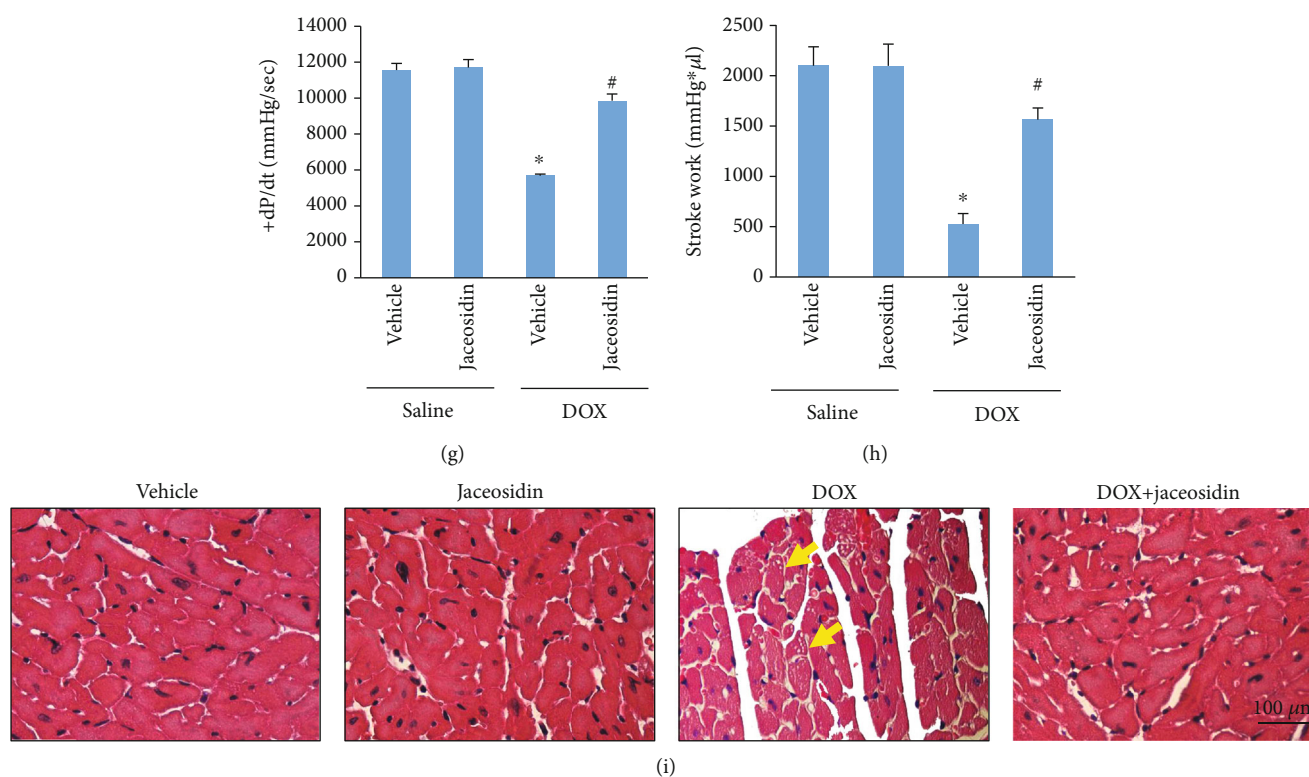 14000
12000
10000
8000
6000
4000
2000
0
+dP/dt (mmHg/sec)
*
#
Vehicle
Jaceosidin
Vehicle
Jaceosidin
Saline
DOX
(g)
2500
2000
1500
1000
500
0
Stroke work (mmHg*μl)
*
#
Vehicle
Jaceosidin
Vehicle
Jaceosidin
Saline
DOX
(h)
Vehicle
Jaceosidin
DOX
DOX+jaceosidin
100 μm
(i)